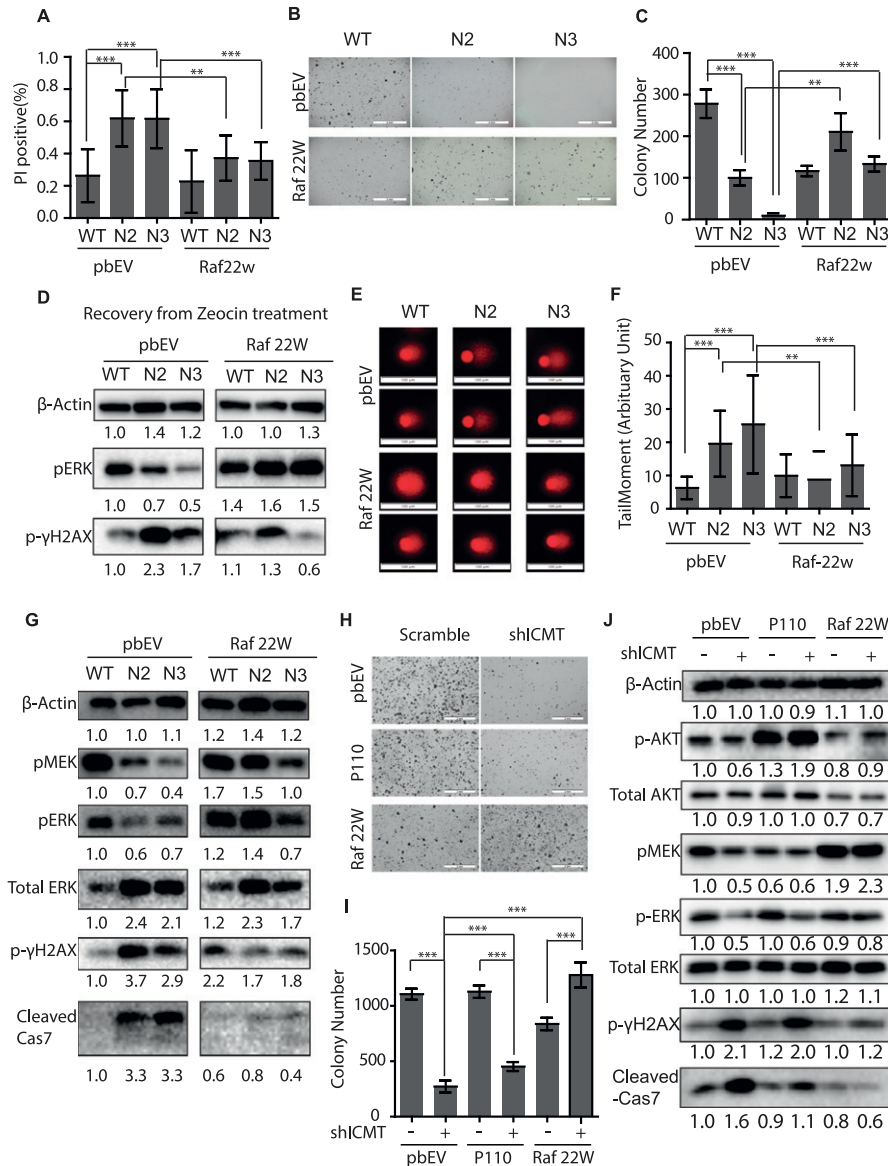 A
PI positive(%)
1.0
0.8
0.6
0.4
0.2
0.0
***
***
***
**
WT N2 N3 WT N2 N3
pbEV Raf22w
B
WT N2 N3
pbEV
Raf 22W
C
Colony Number
400
300
200
100
0
***
***
***
**
WT N2 N3 WT N2 N3
pbEV Raf22w
D
Recovery from Zeocin treatment
pbEV Raf 22W
WT N2 N3 WT N2 N3
β-Actin
1.0 1.4 1.2 1.0 1.0 1.3
pERK
1.0 0.7 0.5 1.4 1.6 1.5
p-γH2AX
1.0 2.3 1.7 1.1 1.3 0.6
E
WT N2 N3
pbEV
Raf 22W
F
TailMoment (Arbituary Unit)
50
40
30
20
10
0
***
***
***
**
WT N2 N3 WT N2 N3
pbEV Raf-22w
G
pbEV Raf 22W
WT N2 N3 WT N2 N3
β-Actin
1.0 1.0 1.1 1.2 1.4 1.2
pMEK
1.0 0.7 0.4 1.7 1.5 1.0
pERK
1.0 0.6 0.7 1.2 1.4 0.7
Total ERK
1.0 2.4 2.1 1.2 2.3 1.7
p-γH2AX
1.0 3.7 2.9 2.2 1.7 1.8
Cleaved
Cas7
1.0 3.3 3.3 0.6 0.8 0.4
H
Scramble shICMT
pbEV
P110
Raf 22W
I
Colony Number
1500
1000
500
0
***
***
*** *** ***
shICMT - + - + - +
pbEV P110 Raf 22W
J
pbEV P110 Raf 22W
shICMT - + - + - +
β-Actin
1.0 1.0 1.0 0.9 1.1 1.0
p-AKT
1.0 0.6 1.3 1.9 0.8 0.9
Total AKT
1.0 0.9 1.0 1.0 0.7 0.7
pMEK
1.0 0.5 0.6 0.6 1.9 2.3
p-ERK
1.0 0.5 1.0 0.6 0.9 0.8
Total ERK
1.0 1.0 1.0 1.0 1.2 1.1
p-γH2AX
1.0 2.1 1.2 2.0 1.0 1.2
Cleaved
-Cas7
1.0 1.6 0.9 1.1 0.8 0.6